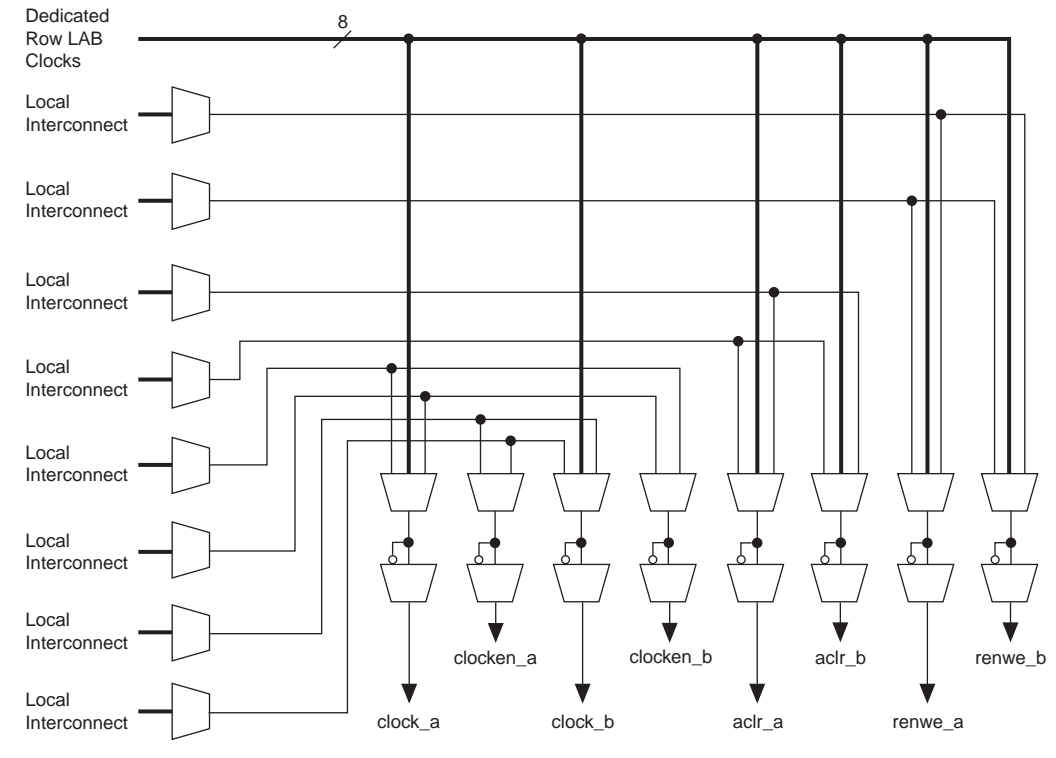 Dedicated
Row LAB
Clocks
8
Local
Interconnect
Local
Interconnect
Local
Interconnect
Local
Interconnect
Local
Interconnect
Local
Interconnect
Local
Interconnect
Local
Interconnect
clocken_a
clocken_b
aclr_b
renwe_b
clock_a
clock_b
aclr_a
renwe_a